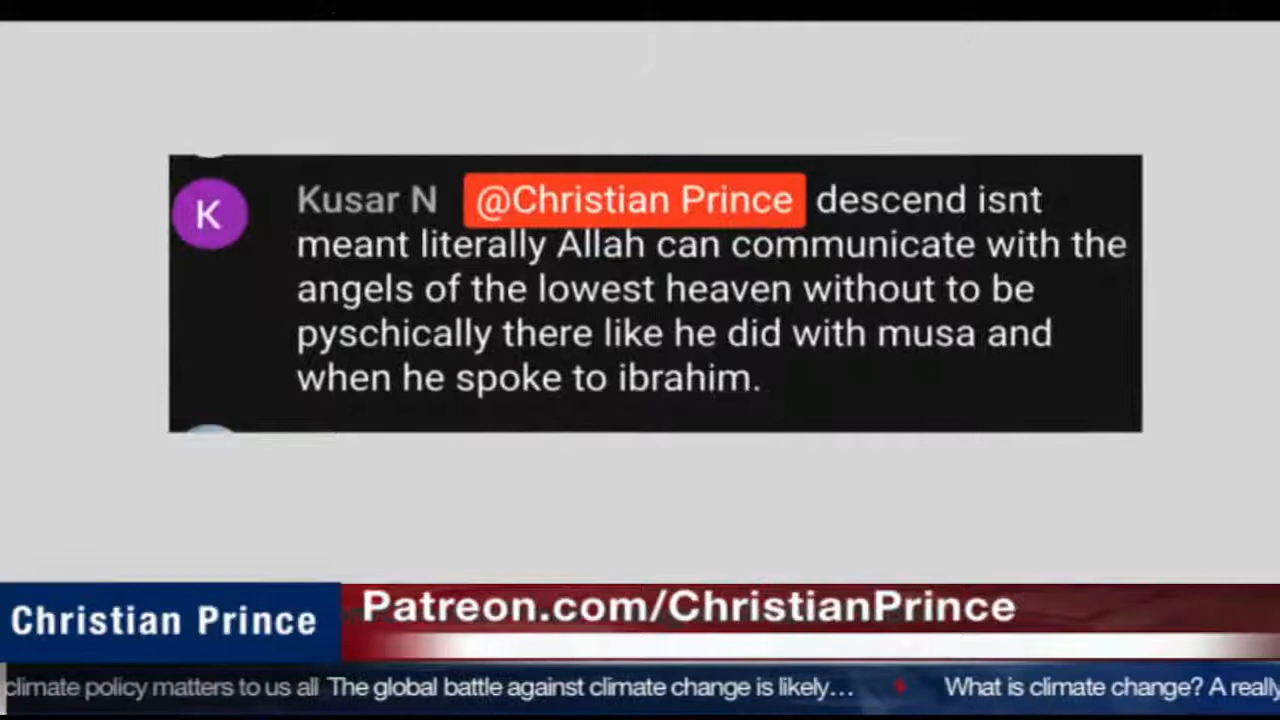 K
Kusar N @Christian Prince descend isnt
meant literally Allah can communicate with the
angels of the lowest heaven without to be
pyschically there like he did with musa and
when he spoke to ibrahim.
Christian Prince
Patreon.com/ChristianPrince
climate policy matters to us all The global battle against climate change is likely... What is climate change? A really